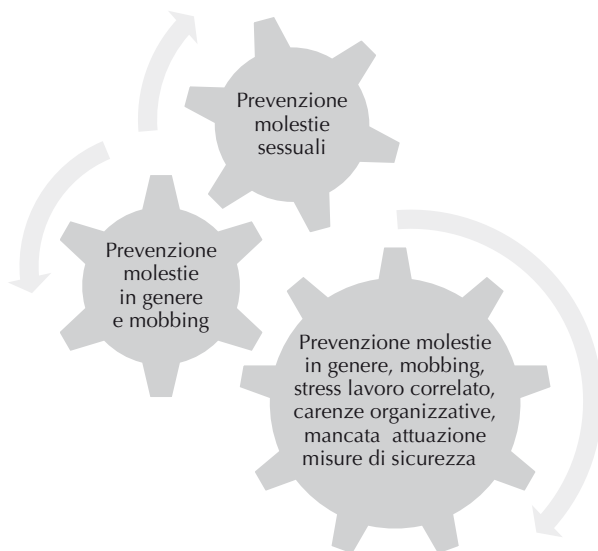 Prevenzione
molestie
sessuali
Prevenzione
molestie
in genere
e mobbing
Prevenzione molestie
in genere, mobbing,
stress lavoro correlato,
carenze organizzative,
mancata attuazione
misure di sicurezza